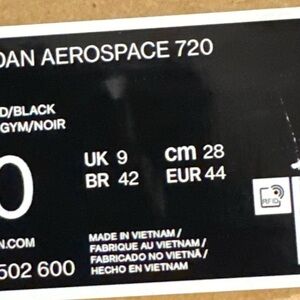 DAN AEROSPACE 720
D/BLACK
GYM/NOIR
0
UK 9
cm 28
BR 42
EUR 44
RFID
N.COM
MADE IN VIETNAM /
FABRIQUE AU VIETNAM /
FABRICADO NO VIETNÃ /
HECHO EN VIETNAM
502 600